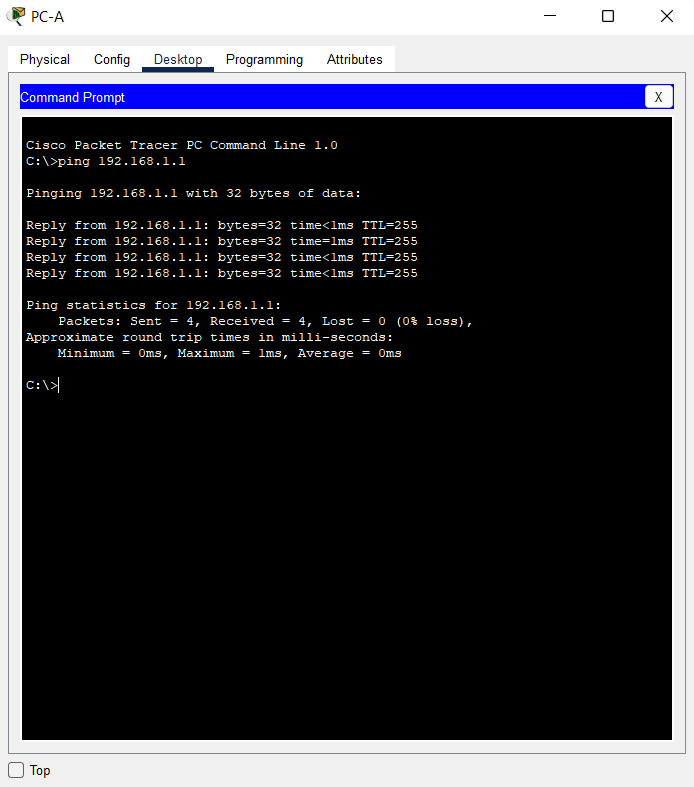 PC-A
Physical Config Desktop Programming Attributes
Command Prompt
X
Cisco Packet Tracer PC Command Line 1.0
C:\>ping 192.168.1.1
Pinging 192.168.1.1 with 32 bytes of data:
Reply from 192.168.1.1: bytes=32 time<1ms TTL=255
Reply from 192.168.1.1: bytes=32 time=1ms TTL=255
Reply from 192.168.1.1: bytes=32 time<1ms TTL=255
Reply from 192.168.1.1: bytes=32 time<1ms TTL=255
Ping statistics for 192.168.1.1:
Packets: Sent = 4, Received = 4, Lost = 0 (0% loss),
Approximate round trip times in milli-seconds:
Minimum = 0ms, Maximum = 1ms, Average = 0ms
C:\>
Top